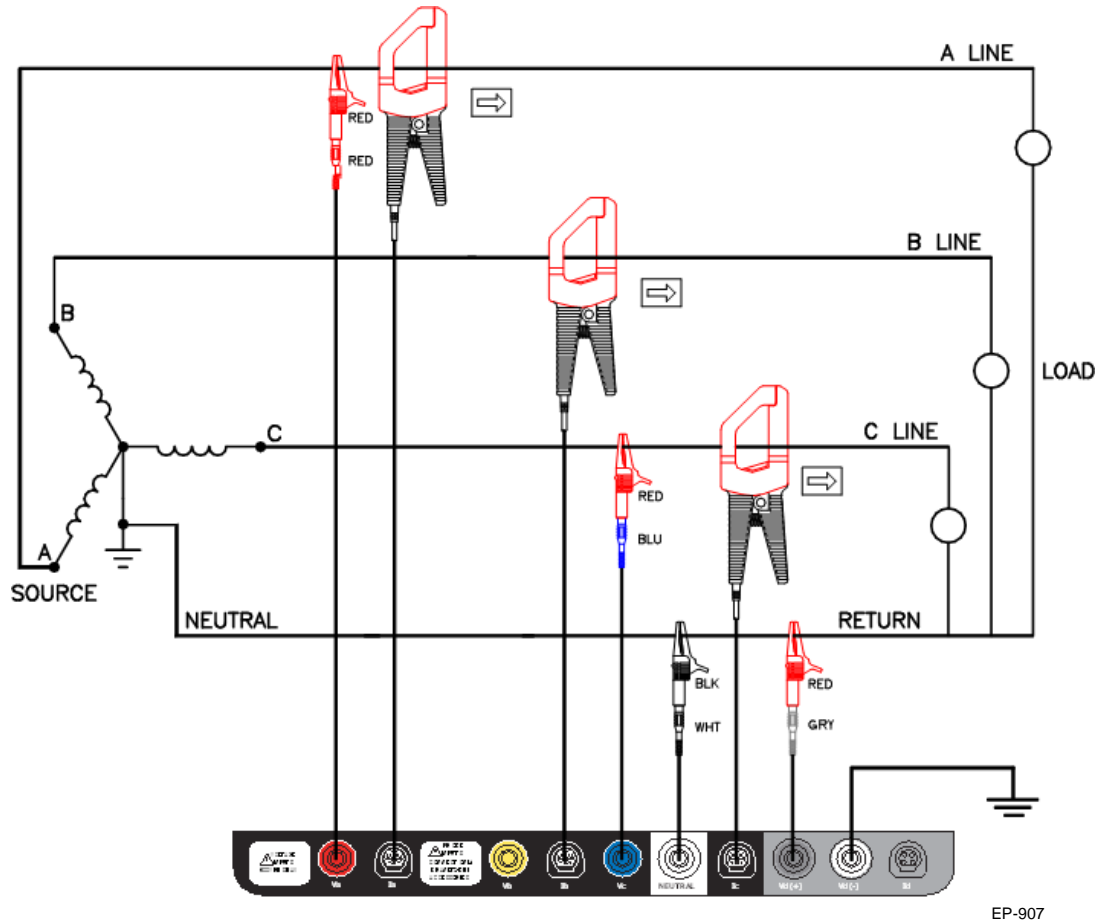 A LINE
RED
RED
B LINE
B
LOAD
C
C LINE
RED
A
BLU
SOURCE
NEUTRAL
RETURN
BLK
RED
WHT
GRY
Va
Ia
Vb
Ib
Vc
NEUTRAL
Ic
Vd(+)
Vd(-)
Id
EP-907